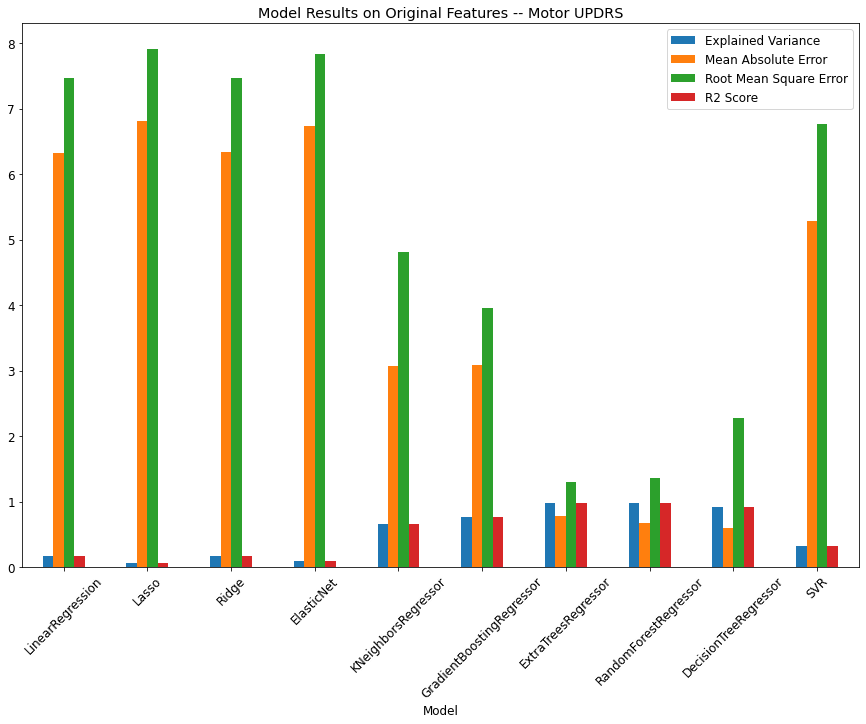 Model Results on Original Features -- Motor UPDRS
Explained Variance
Mean Absolute Error
Root Mean Square Error
R2 Score
8
7
6
5
4
3
2
1
0
LinearRegression
Lasso
Ridge
ElasticNet
KNeighborsRegressor
GradientBoostingRegressor
ExtraTreesRegressor
RandomForestRegressor
DecisionTreeRegressor
SVR
Model